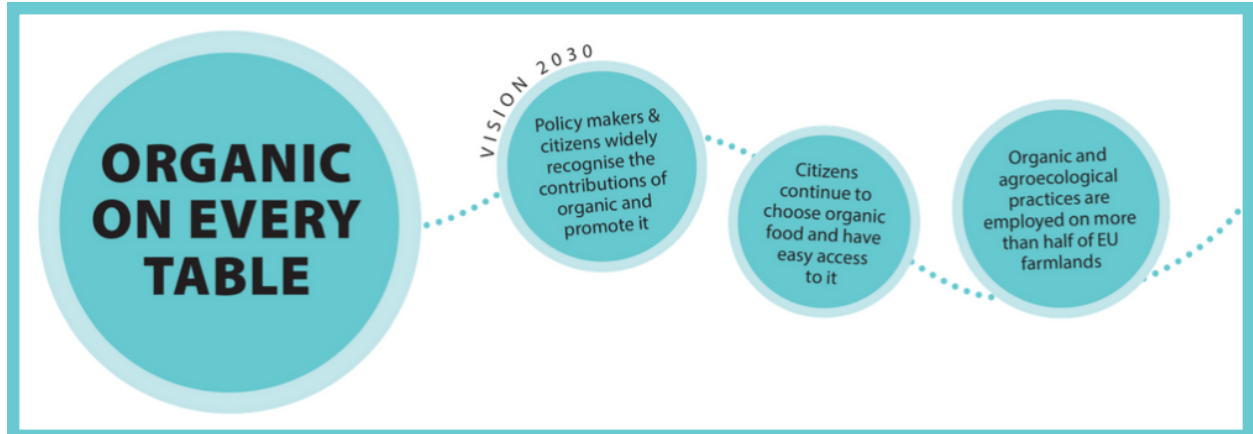 ORGANIC
ON EVERY
TABLE
VISION 2030
Policy makers &
citizens widely
recognise the
contributions of
organic and
promote it
Citizens
continue to
choose organic
food and have
easy access
to it
Organic and
agroecological
practices are
employed on more
than half of EU
farmlands